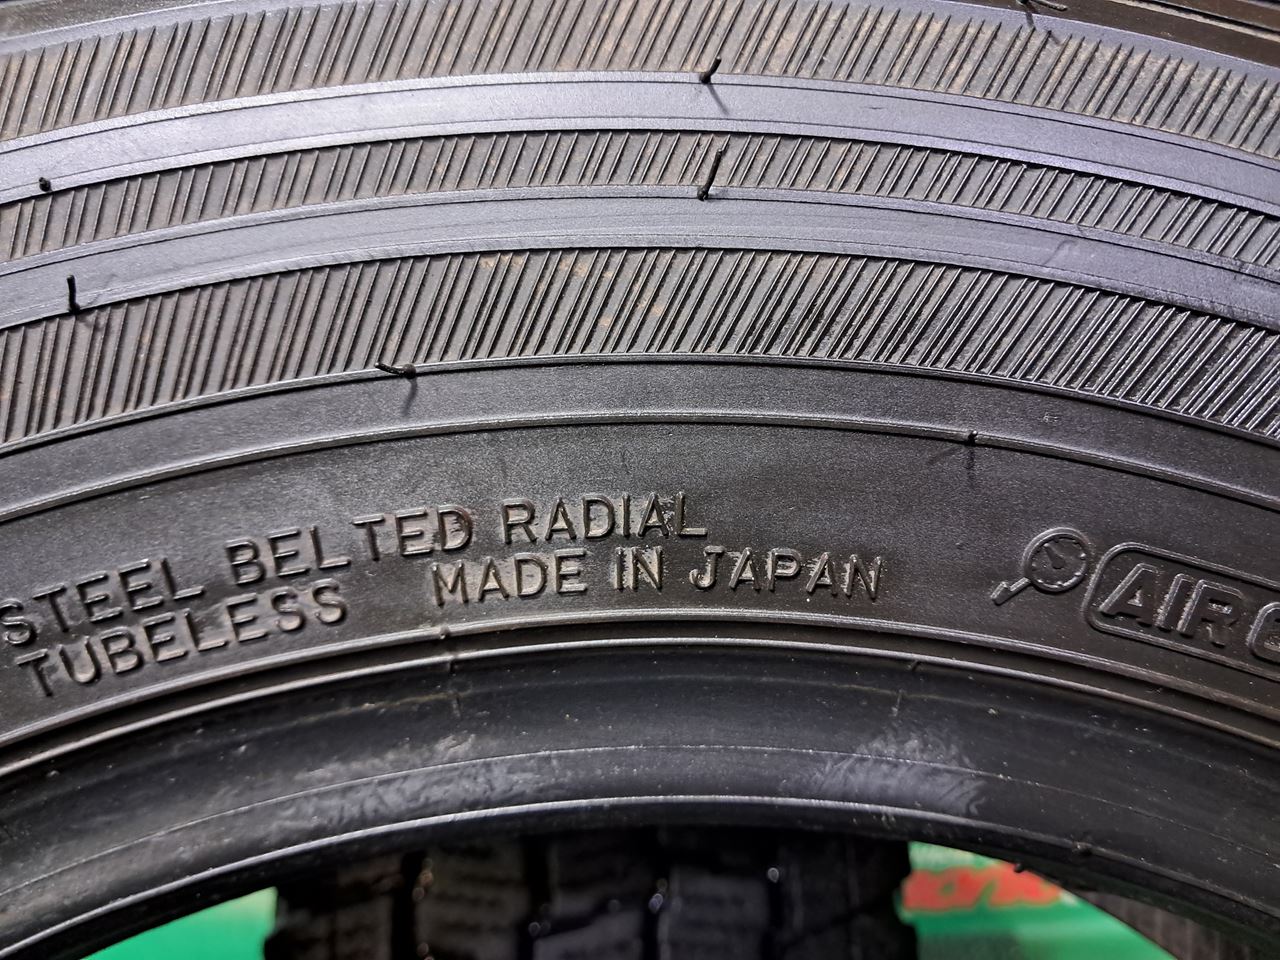 STEEL BELTED RADIAL
TUBELESS MADE IN JAPAN
AIR